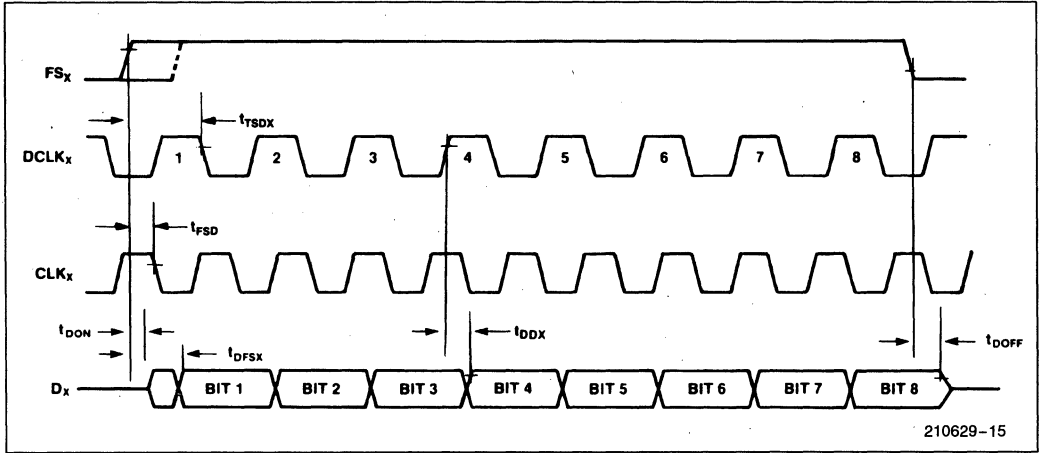 FSX
tTSDX
DCLKX 1 2 3 4 5 6 7 8
tFSD
CLKX
tDON tDDX tDOFF
tDFSX
DX BIT 1 BIT 2 BIT 3 BIT 4 BIT 5 BIT 6 BIT 7 BIT 8
210629-15